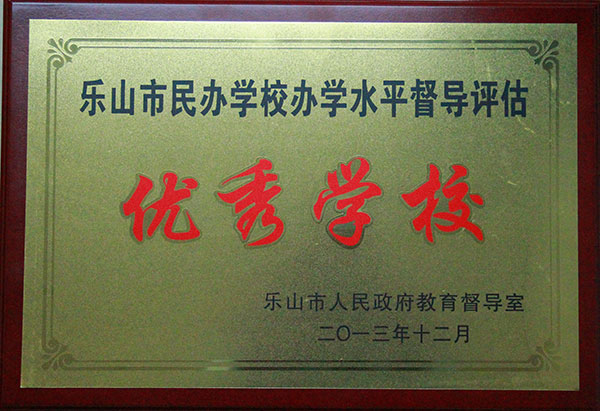 乐山市民办学校办学水平督导评估
优秀学校
乐山市人民政府教育督导室
二〇一三年十二月